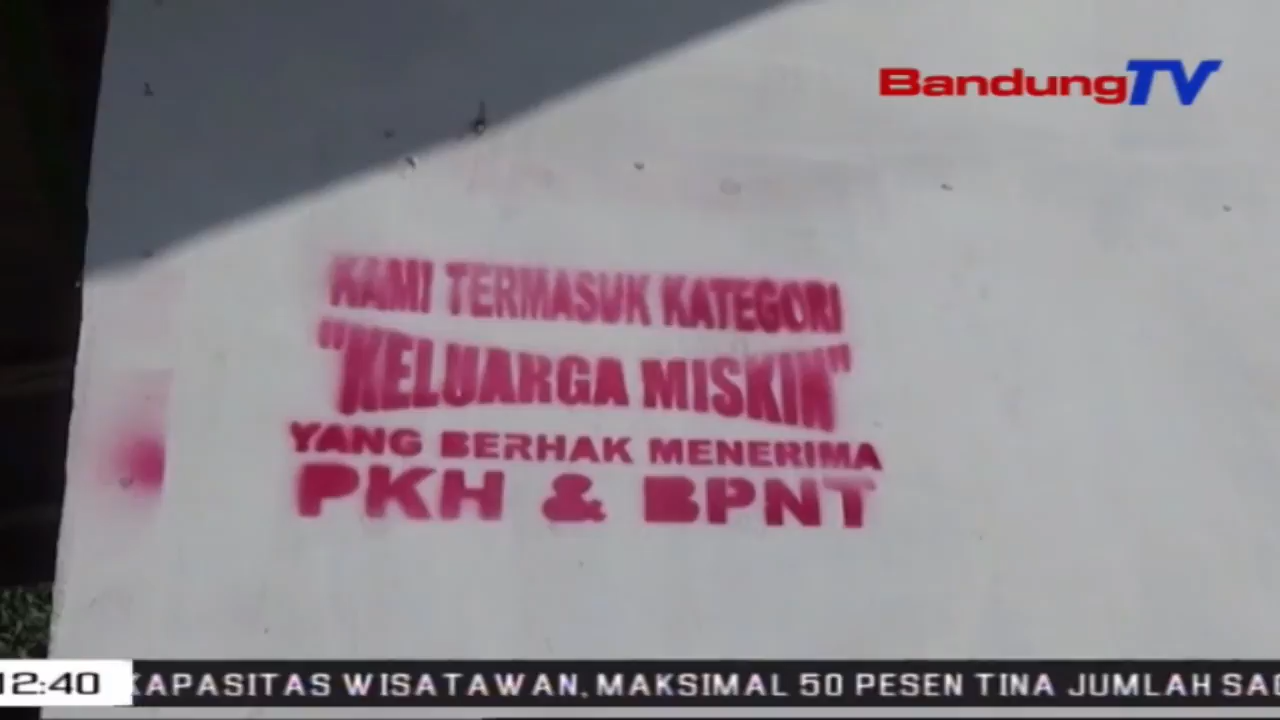 BandungTV
KAMI TERMASUK KATEGORI
"KELUARGA MISKIN"
YANG BERHAK MENERIMA
PKH & BPNT
12:40 KAPASITAS WISATAWAN, MAKSIMAL 50 PESEN TINA JUMLAH